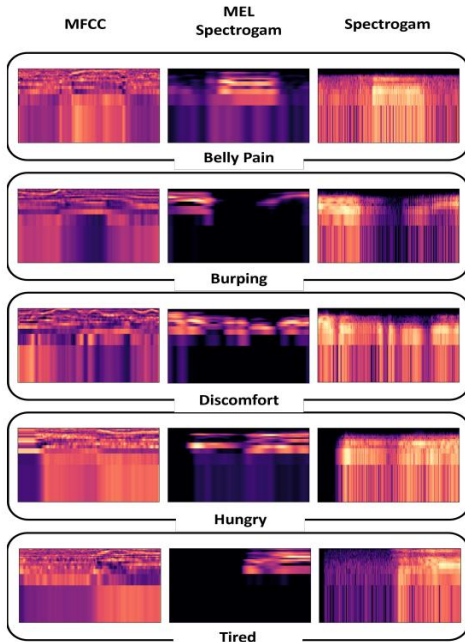 MFCC
MEL
Spectrogam
Spectrogam
Belly Pain
Burping
Discomfort
Hungry
Tired